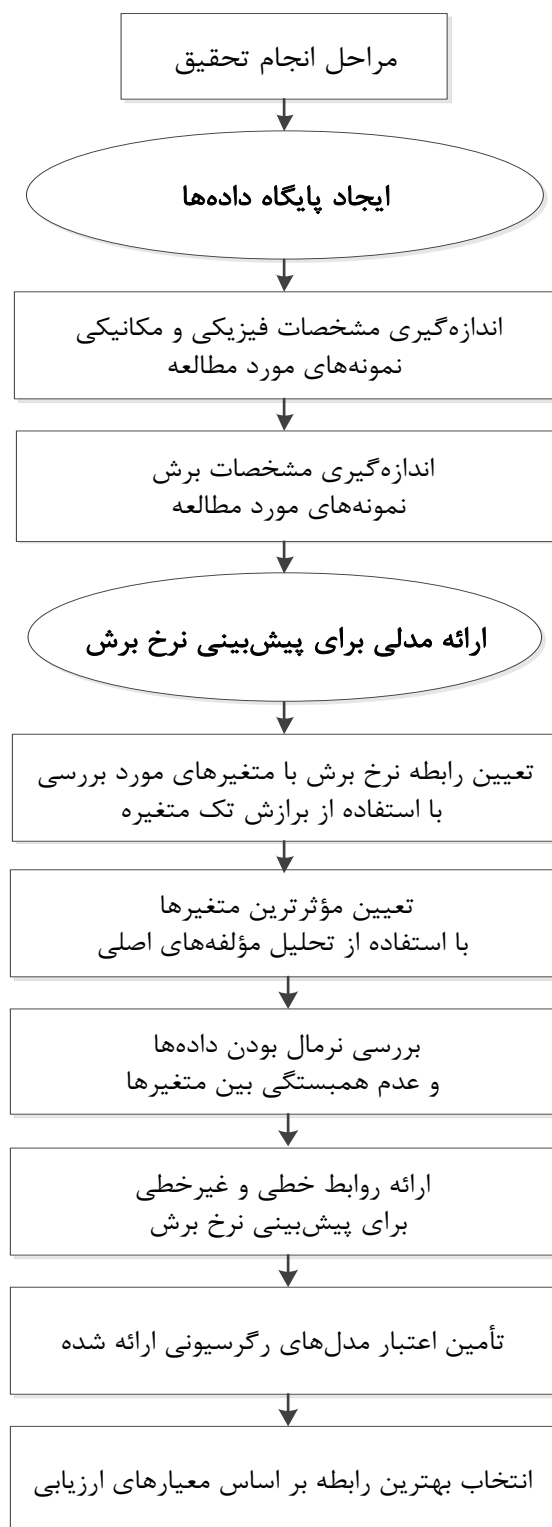 مراحل انجام تحقیق
ایجاد پایگاه داده‌ها
اندازه‌گیری مشخصات فیزیکی و مکانیکی
نمونه‌های مورد مطالعه
اندازه‌گیری مشخصات برش
نمونه‌های مورد مطالعه
ارائه مدلی برای پیش‌بینی نرخ برش
تعیین رابطه نرخ برش با متغیرهای مورد بررسی
با استفاده از برازش تک متغیره
تعیین مؤثرترین متغیرها
با استفاده از تحلیل مؤلفه‌های اصلی
بررسی نرمال بودن داده‌ها
و عدم همبستگی بین متغیرها
ارائه روابط خطی و غیرخطی
برای پیش‌بینی نرخ برش
تأمین اعتبار مدل‌های رگرسیونی ارائه شده
انتخاب بهترین رابطه بر اساس معیارهای ارزیابی